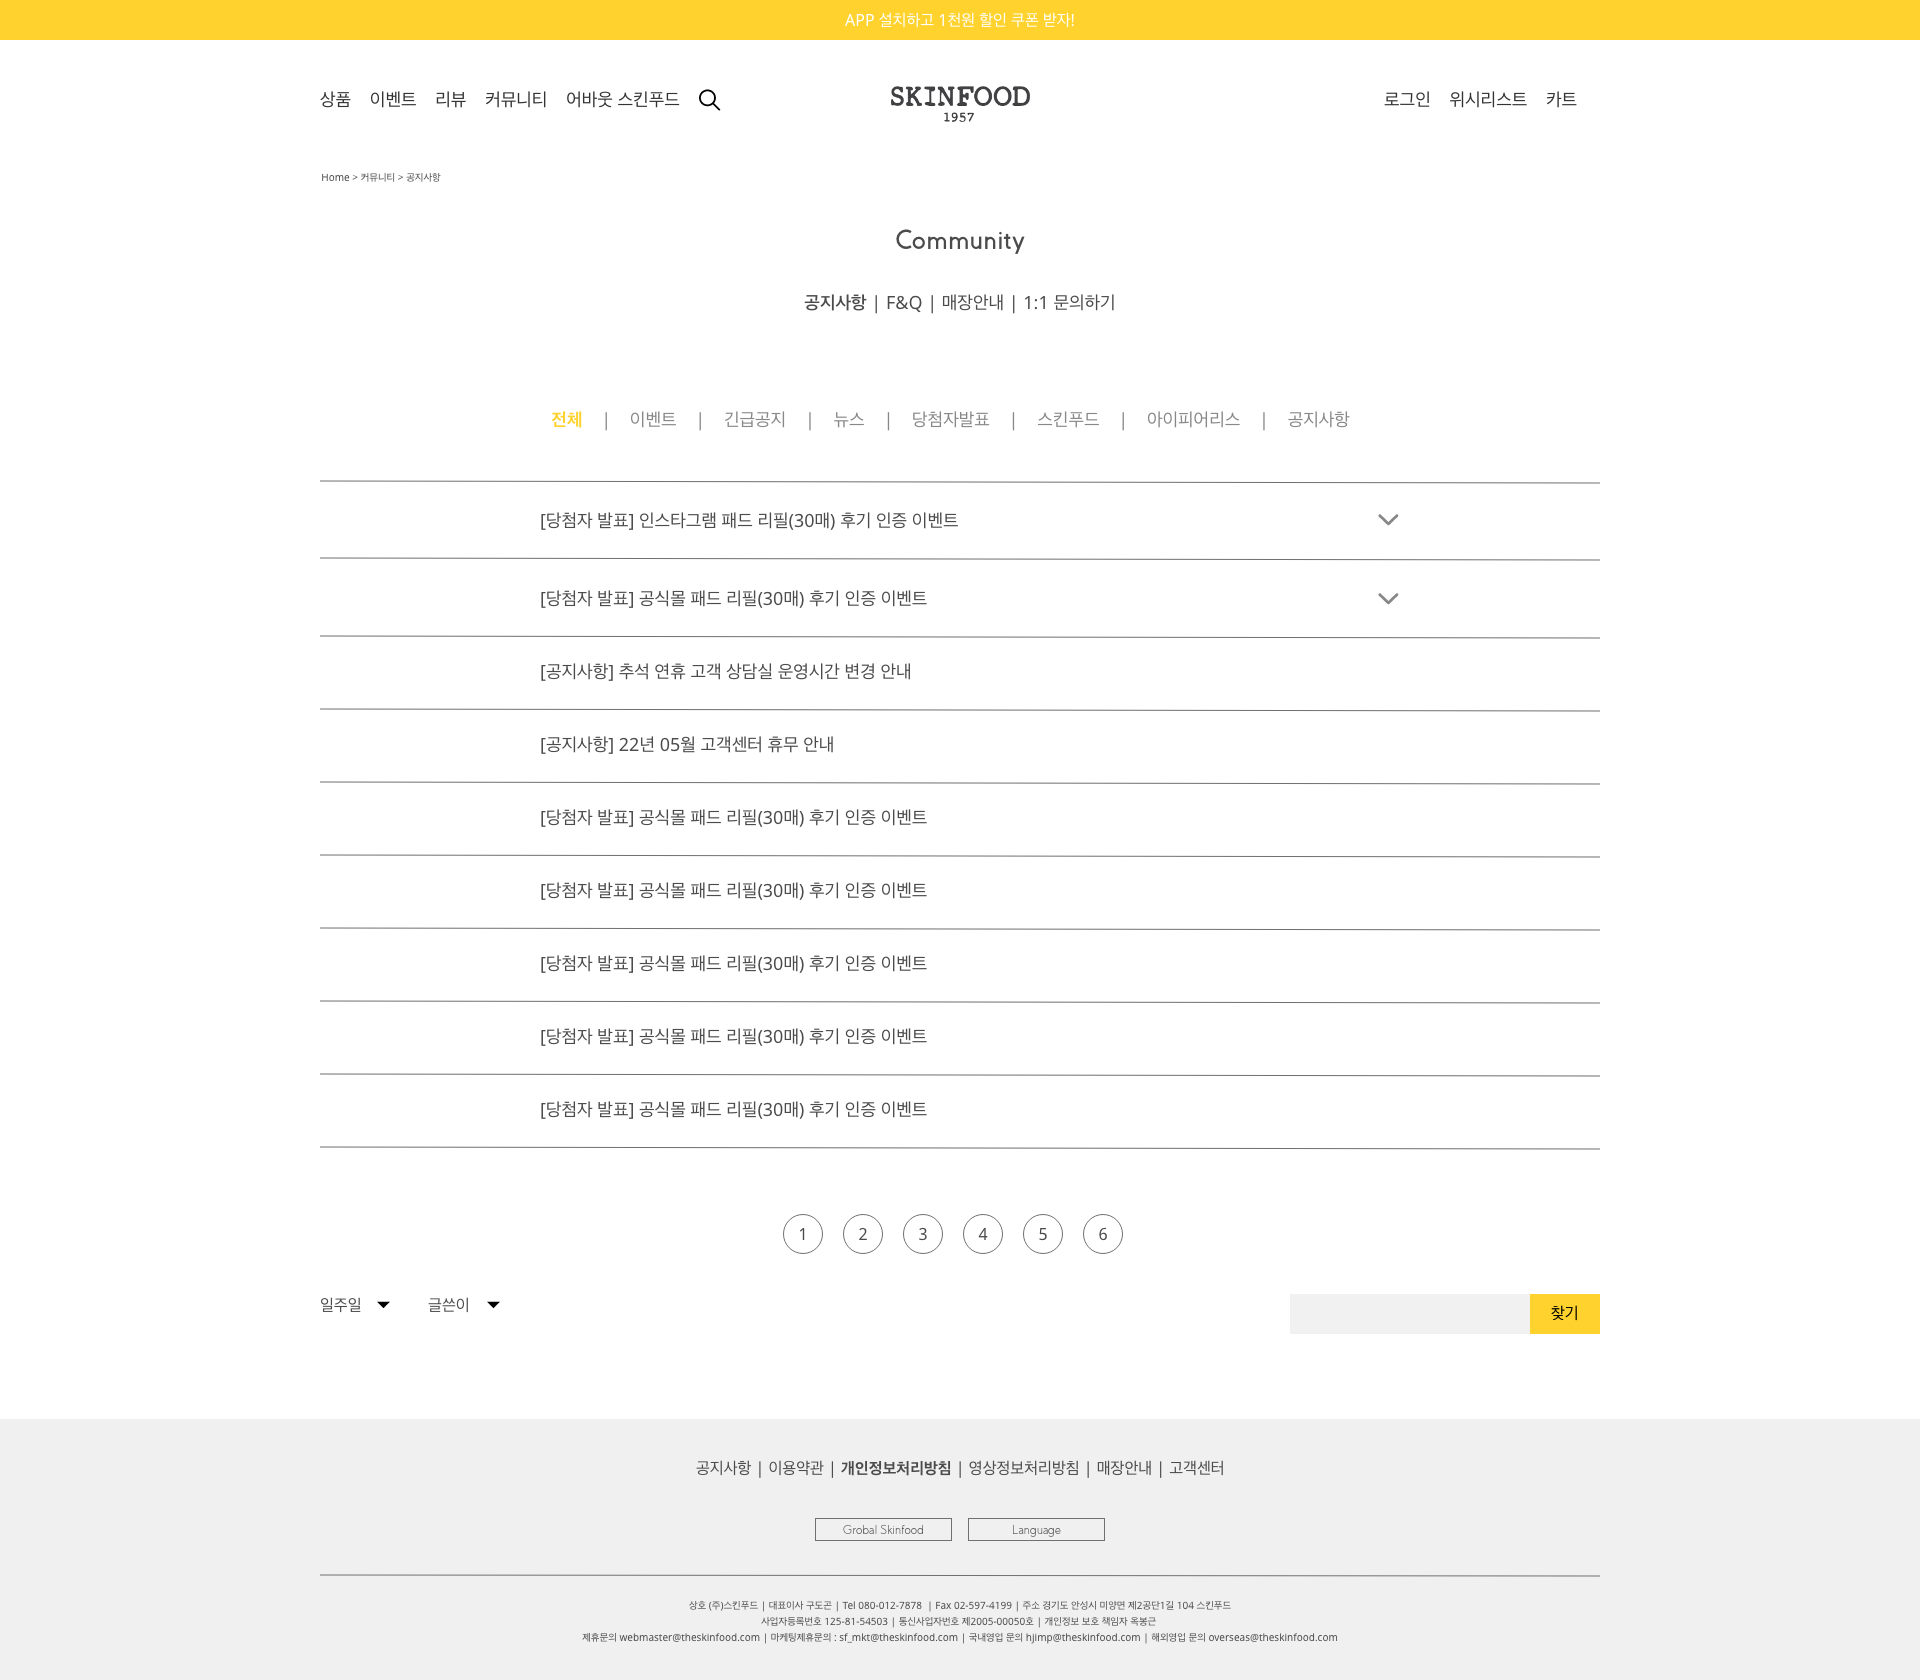 APP 설치하고 1천원 할인 쿠폰 받자!
상품 이벤트 리뷰 커뮤니티 어바웃 스킨푸드
SKINFOOD
1957
로그인 위시리스트 카트
Home > 커뮤니티 > 공지사항
Community
공지사항 | F&Q | 매장안내 | 1:1 문의하기
전체 | 이벤트 | 긴급공지 | 뉴스 | 당첨자발표 | 스킨푸드 | 아이피어리스 | 공지사항
[당첨자 발표] 인스타그램 패드 리필(30매) 후기 인증 이벤트
[당첨자 발표] 공식몰 패드 리필(30매) 후기 인증 이벤트
[공지사항] 추석 연휴 고객 상담실 운영시간 변경 안내
[공지사항] 22년 05월 고객센터 휴무 안내
[당첨자 발표] 공식몰 패드 리필(30매) 후기 인증 이벤트
[당첨자 발표] 공식몰 패드 리필(30매) 후기 인증 이벤트
[당첨자 발표] 공식몰 패드 리필(30매) 후기 인증 이벤트
[당첨자 발표] 공식몰 패드 리필(30매) 후기 인증 이벤트
[당첨자 발표] 공식몰 패드 리필(30매) 후기 인증 이벤트
1 2 3 4 5 6
일주일 글쓴이
찾기
공지사항 | 이용약관 | 개인정보처리방침 | 영상정보처리방침 | 매장안내 | 고객센터
Grobal Skinfood Language
상호 (주)스킨푸드 | 대표이사 구도곤 | Tel 080-012-7878 | Fax 02-597-4199 | 주소 경기도 안성시 미양면 제2공단1길 104 스킨푸드
사업자등록번호 125-81-54503 | 통신사업자번호 제2005-00050호 | 개인정보 보호 책임자 옥봉근
제휴문의 webmaster@theskinfood.com | 마케팅제휴문의 : sf_mkt@theskinfood.com | 국내영입 문의 hjimp@theskinfood.com | 해외영입 문의 overseas@theskinfood.com